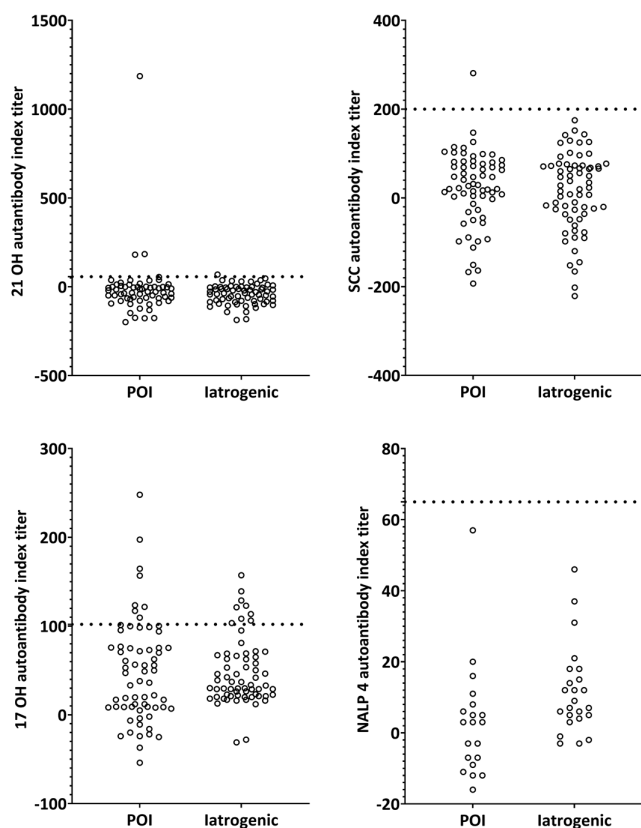 1500
1000
500
0
-500
21 OH autantibody index titer
POI
Iatrogenic
400
200
0
-200
-400
SCC autoantibody index titer
POI
Iatrogenic
300
200
100
0
-100
17 OH autoantibody index titer
POI
Iatrogenic
80
60
40
20
0
-20
NALP 4 autoantibody index titer
POI
Iatrogenic